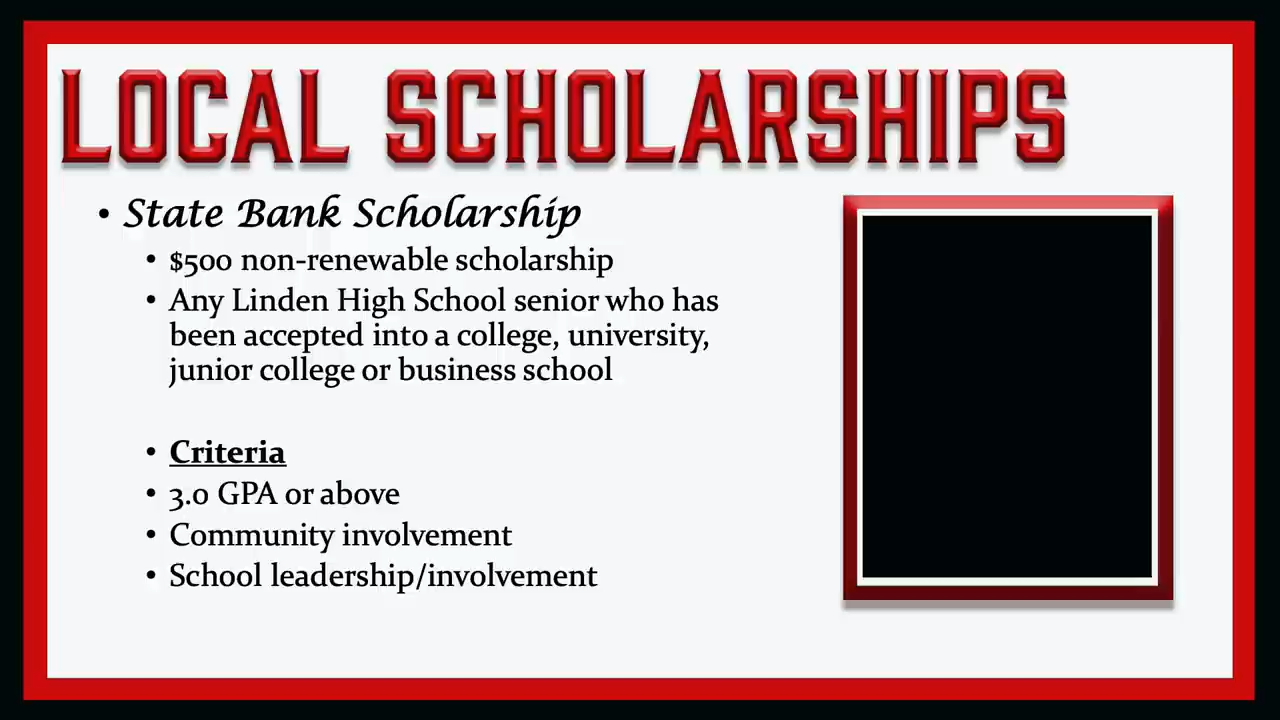 LOCAL SCHOLARSHIPS
• State Bank Scholarship
• $500 non-renewable scholarship
• Any Linden High School senior who has
been accepted into a college, university,
junior college or business school
• Criteria
• 3.0 GPA or above
• Community involvement
• School leadership/involvement